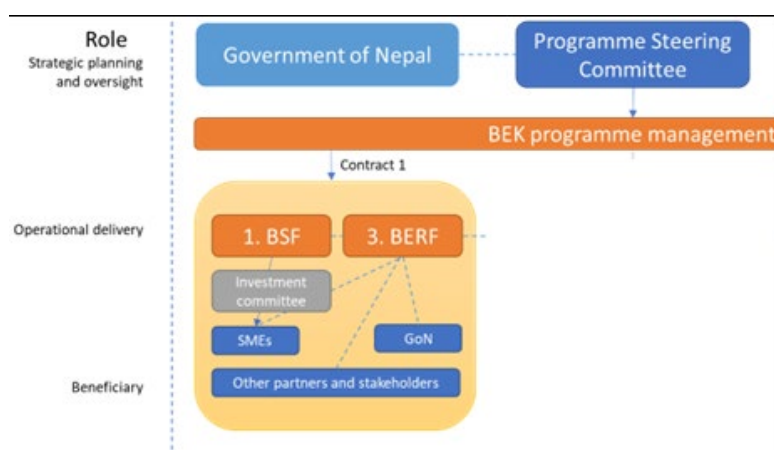 Role
Strategic planning
and oversight
Government of Nepal
Programme Steering
Committee
BEK programme management
Contract 1
Operational delivery
1. BSF
3. BERF
Investment
committee
SMEs
GoN
Beneficiary
Other partners and stakeholders